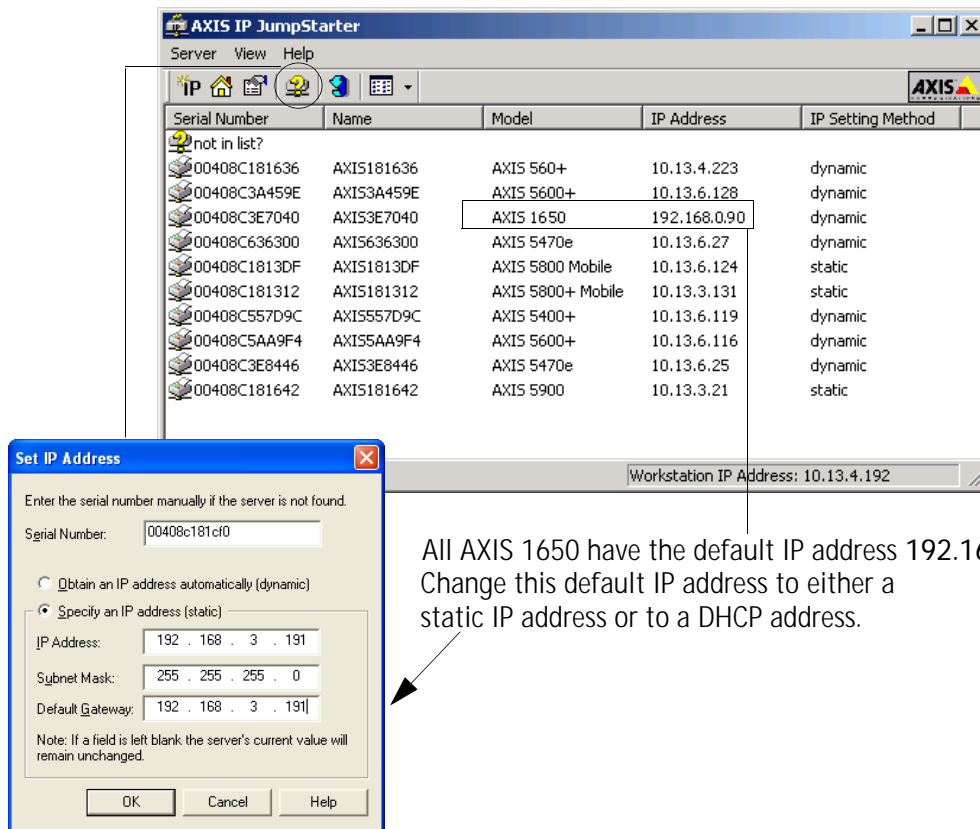 AXIS IP JumpStarter
Server View Help
IP AXIS
Serial Number Name Model IP Address IP Setting Method
not in list?
00408C181636 AXIS181636 AXIS 560+ 10.13.4.223 dynamic
00408C3A459E AXIS3A459E AXIS 5600+ 10.13.6.128 dynamic
00408C3E7040 AXIS3E7040 AXIS 1650 192.168.0.90 dynamic
00408C636300 AXIS636300 AXIS 5470e 10.13.6.27 dynamic
00408C1813DF AXIS1813DF AXIS 5800 Mobile 10.13.6.124 static
00408C181312 AXIS181312 AXIS 5800+ Mobile 10.13.3.131 static
00408C557D9C AXIS557D9C AXIS 5400+ 10.13.6.119 dynamic
00408C5AA9F4 AXIS5AA9F4 AXIS 5600+ 10.13.6.116 dynamic
00408C3E8446 AXIS3E8446 AXIS 5470e 10.13.6.25 dynamic
00408C181642 AXIS181642 AXIS 5900 10.13.3.21 static
Workstation IP Address: 10.13.4.192
Set IP Address
Enter the serial number manually if the server is not found.
Serial Number: 00408c181cf0
Obtain an IP address automatically (dynamic)
Specify an IP address (static)
IP Address: 192 . 168 . 3 . 191
Subnet Mask: 255 . 255 . 255 . 0
Default Gateway: 192 . 168 . 3 . 191
Note: If a field is left blank the server's current value will
remain unchanged.
OK Cancel Help
All AXIS 1650 have the default IP address 192.16
Change this default IP address to either a
static IP address or to a DHCP address.